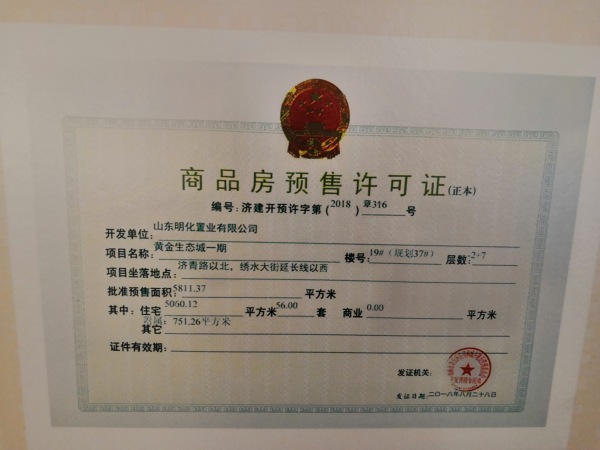 商品房预售许可证(正本)
编号:济建开预许字第(2018)章316号
开发单位:山东明化置业有限公司
项目名称:黄金生态城一期 楼号:19#(规划37#) 层数:2+7
项目坐落地点:济青路以北,绣水大街延长线以西
批准预售面积:5811.37 平方米
其中:住宅 5060.12 平方米 56.00 套 商业 0.00 平方米
其它 附属:751.26平方米
证件有效期:
发证机关:
发证日期:二〇一八年八月二十八日